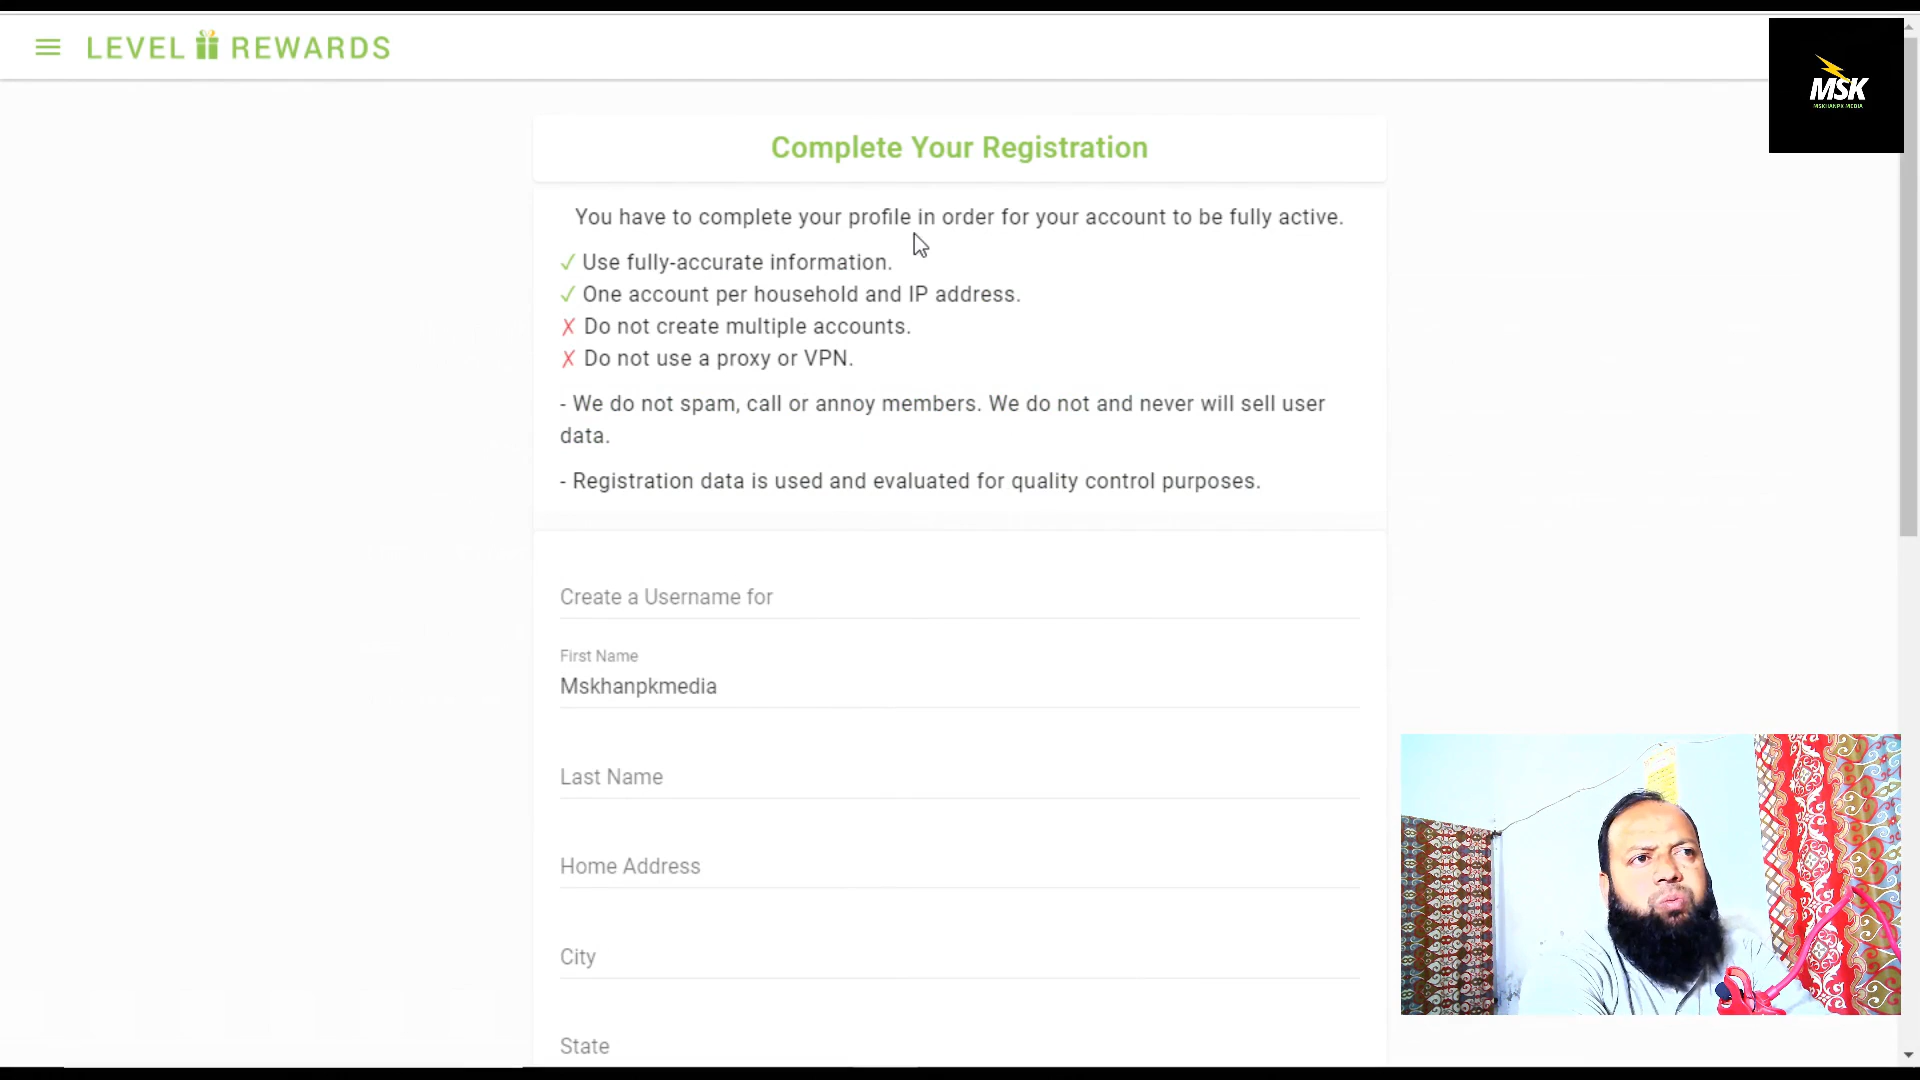 LEVEL REWARDS
MSK
MSKHANPK MEDIA
Complete Your Registration
You have to complete your profile in order for your account to be fully active.
✓ Use fully-accurate information.
✓ One account per household and IP address.
✗ Do not create multiple accounts.
✗ Do not use a proxy or VPN.
- We do not spam, call or annoy members. We do not and never will sell user
data.
- Registration data is used and evaluated for quality control purposes.
Create a Username for
First Name
Mskhanpkmedia
Last Name
Home Address
City
State